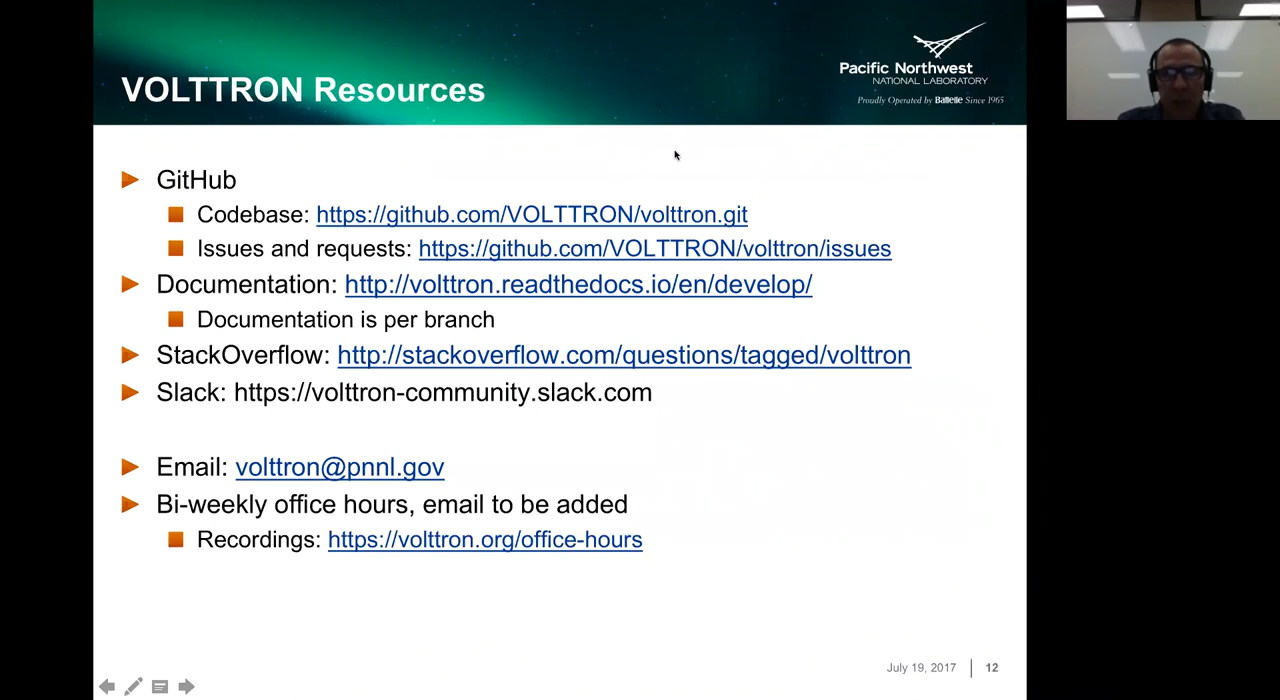 VOLTTRON Resources
Pacific Northwest
NATIONAL LABORATORY
Proudly Operated by Battelle Since 1965
GitHub
Codebase: https://github.com/VOLTTRON/volttron.git
Issues and requests: https://github.com/VOLTTRON/volttron/issues
Documentation: http://volttron.readthedocs.io/en/develop/
Documentation is per branch
StackOverflow: http://stackoverflow.com/questions/tagged/volttron
Slack: https://volttron-community.slack.com
Email: volttron@pnnl.gov
Bi-weekly office hours, email to be added
Recordings: https://volttron.org/office-hours
July 19, 2017 | 12